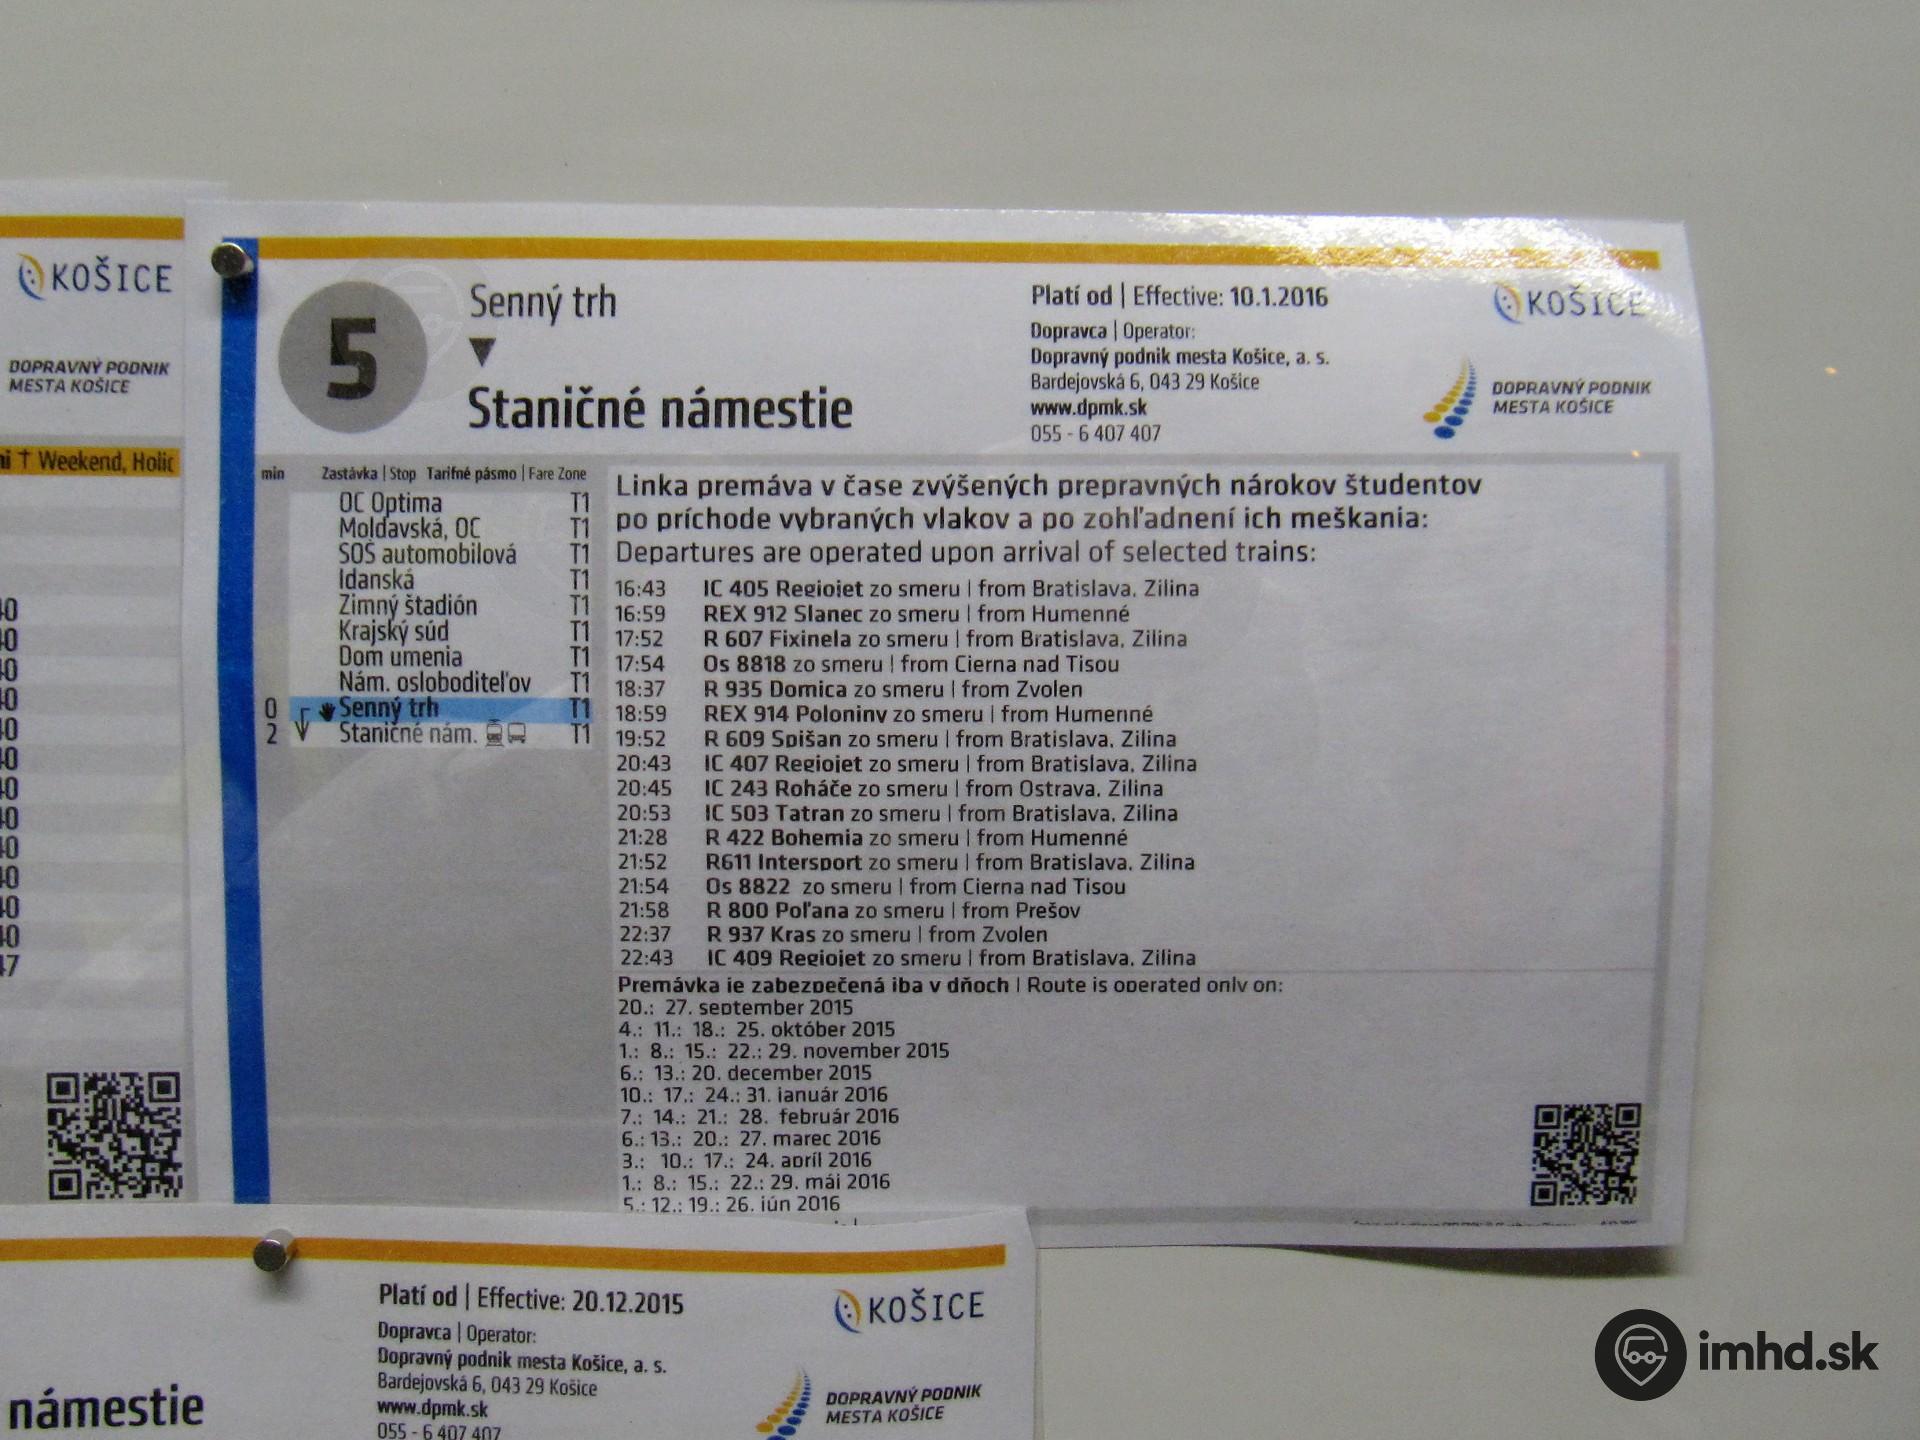 KOŠICE
DOPRAVNÝ PODNIK
MESTA KOŠICE
† Weekend,
5
Senný trh
Staničné námestie
Platí od | Effective: 10.1.2016
Dopravca | Operator:
Dopravný podnik mesta Košice, a. s.
Bardejovská 6, 043 29 Košice
www.dpmk.sk
055 - 6 407 407
KOŠICE
DOPRAVNÝ PODNIK
MESTA KOŠICE
min Zastávka | Stop Tarifné pásmo | Fare Zone
OC Optima T1
Moldavská, OC T1
SOŠ automobilová T1
Idanská T1
Zimný štadión T1
Krajský súd T1
Dom umenia T1
Nám. osloboditeľov T1
0 Senný trh T1
2 Staničné nám. T1
Linka premáva v čase zvýšených prepravných nárokov študentov
po príchode vybraných vlakov a po zohľadnení ich meškania:
Departures are operated upon arrival of selected trains:
16:43 IC 405 Regiojet zo smeru | from Bratislava, Zilina
16:59 REX 912 Slanec zo smeru | from Humenné
17:52 R 607 Fixinela zo smeru | from Bratislava, Zilina
17:54 Os 8818 zo smeru | from Cierna nad Tisou
18:37 R 935 Domica zo smeru | from Zvolen
18:59 REX 914 Poloniny zo smeru | from Humenné
19:52 R 609 Spišan zo smeru | from Bratislava, Zilina
20:43 IC 407 Regiojet zo smeru | from Bratislava, Zilina
20:45 IC 243 Roháče zo smeru | from Ostrava, Zilina
20:53 IC 503 Tatran zo smeru | from Bratislava, Zilina
21:28 R 422 Bohemia zo smeru | from Humenné
21:52 R611 Intersport zo smeru | from Bratislava, Zilina
21:54 Os 8822 zo smeru | from Cierna nad Tisou
21:58 R 800 Poľana zo smeru | from Prešov
22:37 R 937 Kras zo smeru | from Zvolen
22:43 IC 409 Regiojet zo smeru | from Bratislava, Zilina
Premávka je zabezpečená iba v dňoch | Route is operated only on:
20.; 27. september 2015
4.; 11.; 18.; 25. október 2015
1.; 8.; 15.; 22.; 29. november 2015
6.; 13.; 20. december 2015
10.; 17.; 24.; 31. január 2016
7.; 14.; 21.; 28. február 2016
6.; 13.; 20.; 27. marec 2016
3.; 10.; 17.; 24. apríl 2016
1.; 8.; 15.; 22.; 29. máj 2016
5.; 12.; 19.; 26. jún 2016
námestie
Platí od | Effective: 20.12.2015
Dopravca | Operator:
Dopravný podnik mesta Košice, a. s.
Bardejovská 6, 043 29 Košice
www.dpmk.sk
055 - 6 407 407
KOŠICE
DOPRAVNÝ PODNIK
MESTA KOŠICE
imhd.sk